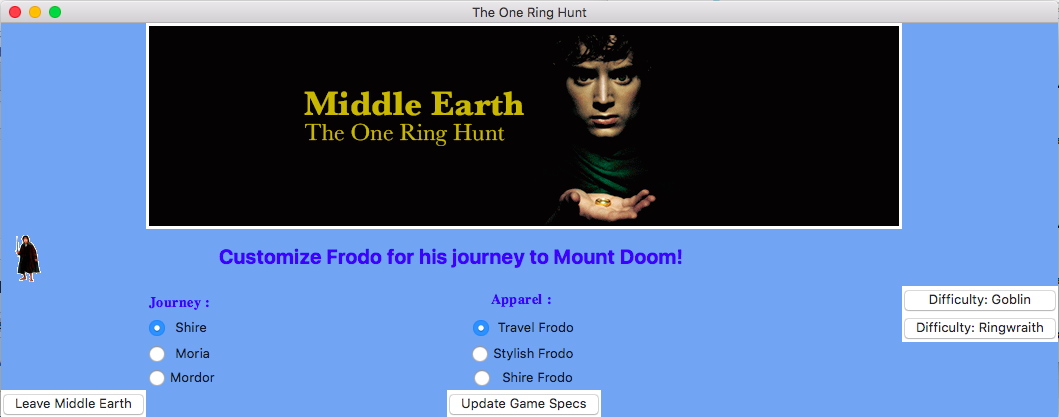 The One Ring Hunt
Middle Earth
The One Ring Hunt
Customize Frodo for his journey to Mount Doom!
Journey :
Shire
Moria
Mordor
Apparel :
Travel Frodo
Stylish Frodo
Shire Frodo
Difficulty: Goblin
Difficulty: Ringwraith
Leave Middle Earth
Update Game Specs